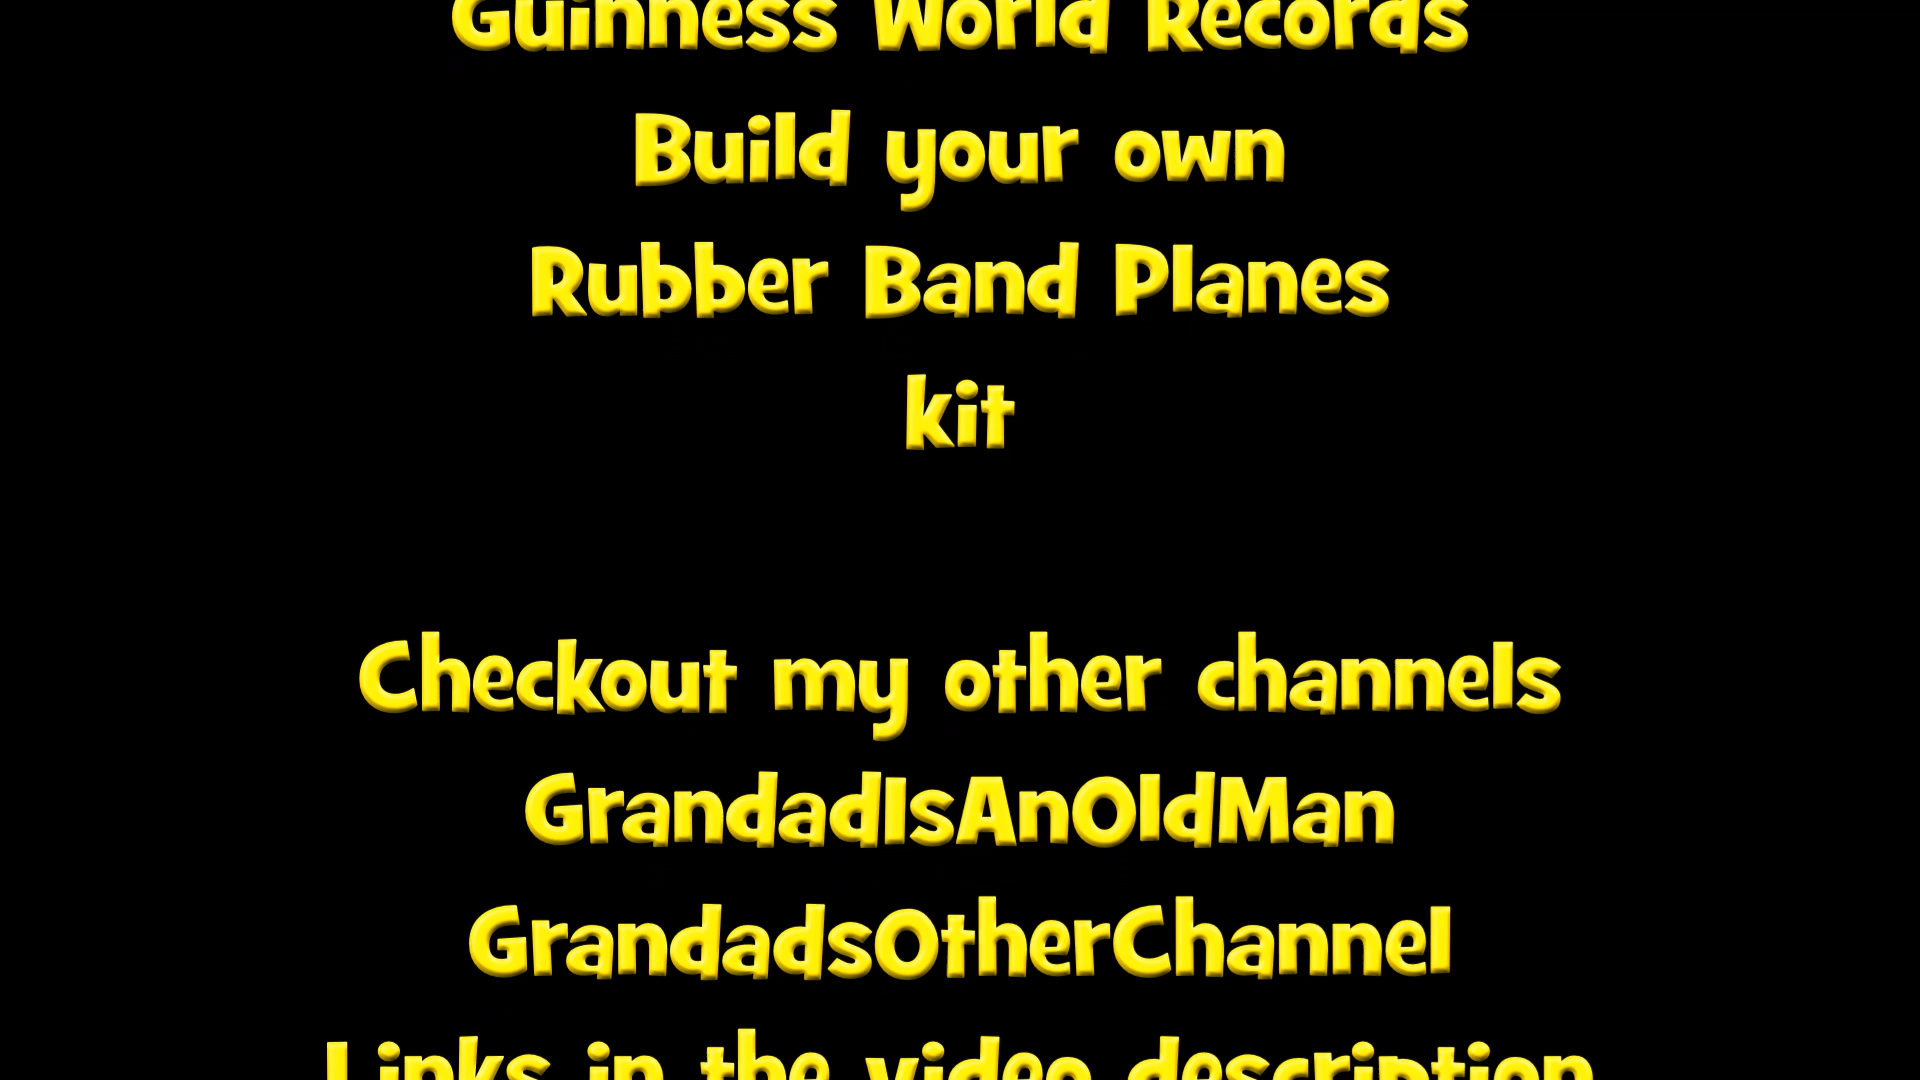 Guinness World Records
Build your own
Rubber Band Planes
kit
Checkout my other channels
GrandadIsAnOldMan
GrandadsOtherChannel
Links in the video description